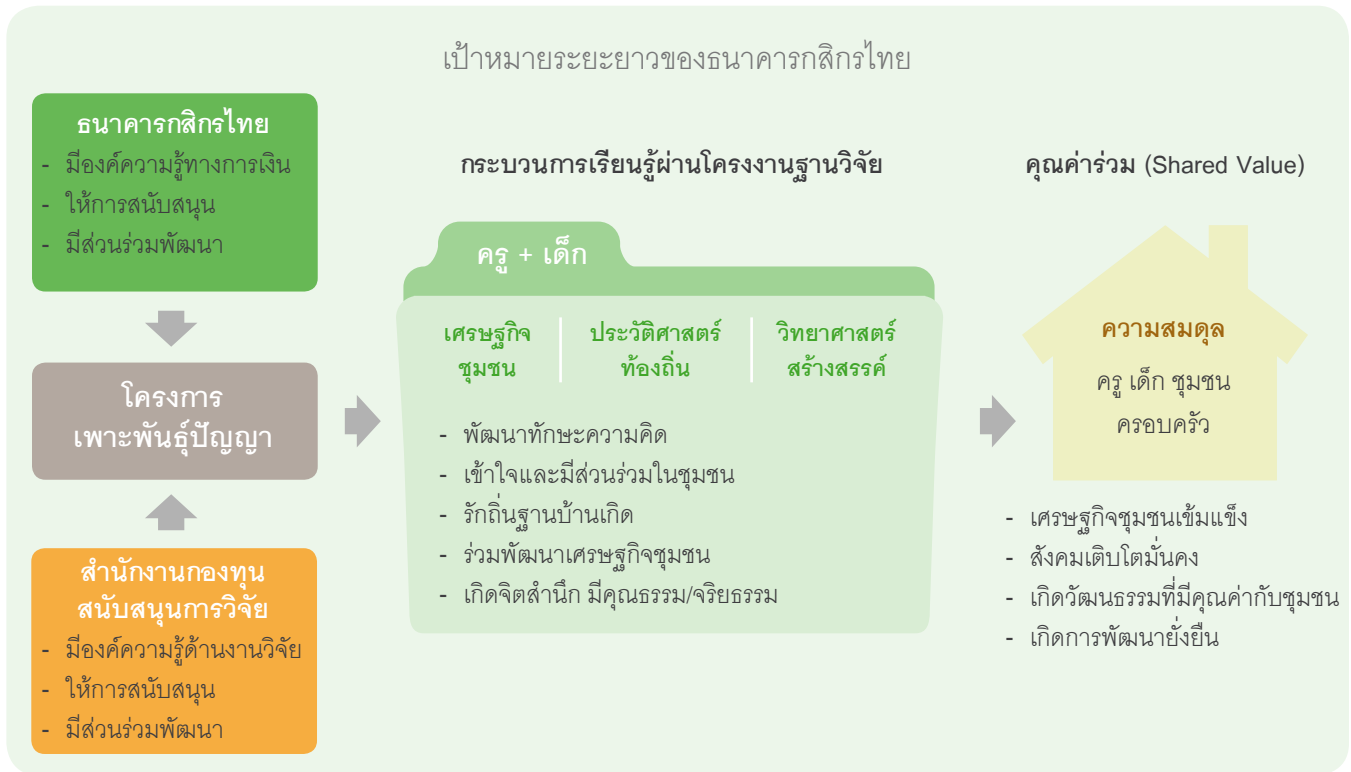 เป้าหมายระยะยาวของธนาคารกสิกรไทย
ธนาคารกสิกรไทย
- มีองค์ความรู้ทางการเงิน
- ให้การสนับสนุน
- มีส่วนร่วมพัฒนา
โครงการ
เพาะพันธุ์ปัญญา
สำนักงานกองทุน
สนับสนุนการวิจัย
- มีองค์ความรู้ด้านงานวิจัย
- ให้การสนับสนุน
- มีส่วนร่วมพัฒนา
กระบวนการเรียนรู้ผ่านโครงงานฐานวิจัย
ครู + เด็ก
เศรษฐกิจ
ชุมชน
ประวัติศาสตร์
ท้องถิ่น
วิทยาศาสตร์
สร้างสรรค์
- พัฒนาทักษะความคิด
- เข้าใจและมีส่วนร่วมในชุมชน
- รักถิ่นฐานบ้านเกิด
- ร่วมพัฒนาเศรษฐกิจชุมชน
- เกิดจิตสำนึก มีคุณธรรม/จริยธรรม
คุณค่าร่วม (Shared Value)
ความสมดุล
ครู เด็ก ชุมชน
ครอบครัว
- เศรษฐกิจชุมชนเข้มแข็ง
- สังคมเติบโตมั่นคง
- เกิดวัฒนธรรมที่มีคุณค่ากับชุมชน
- เกิดการพัฒนายั่งยืน